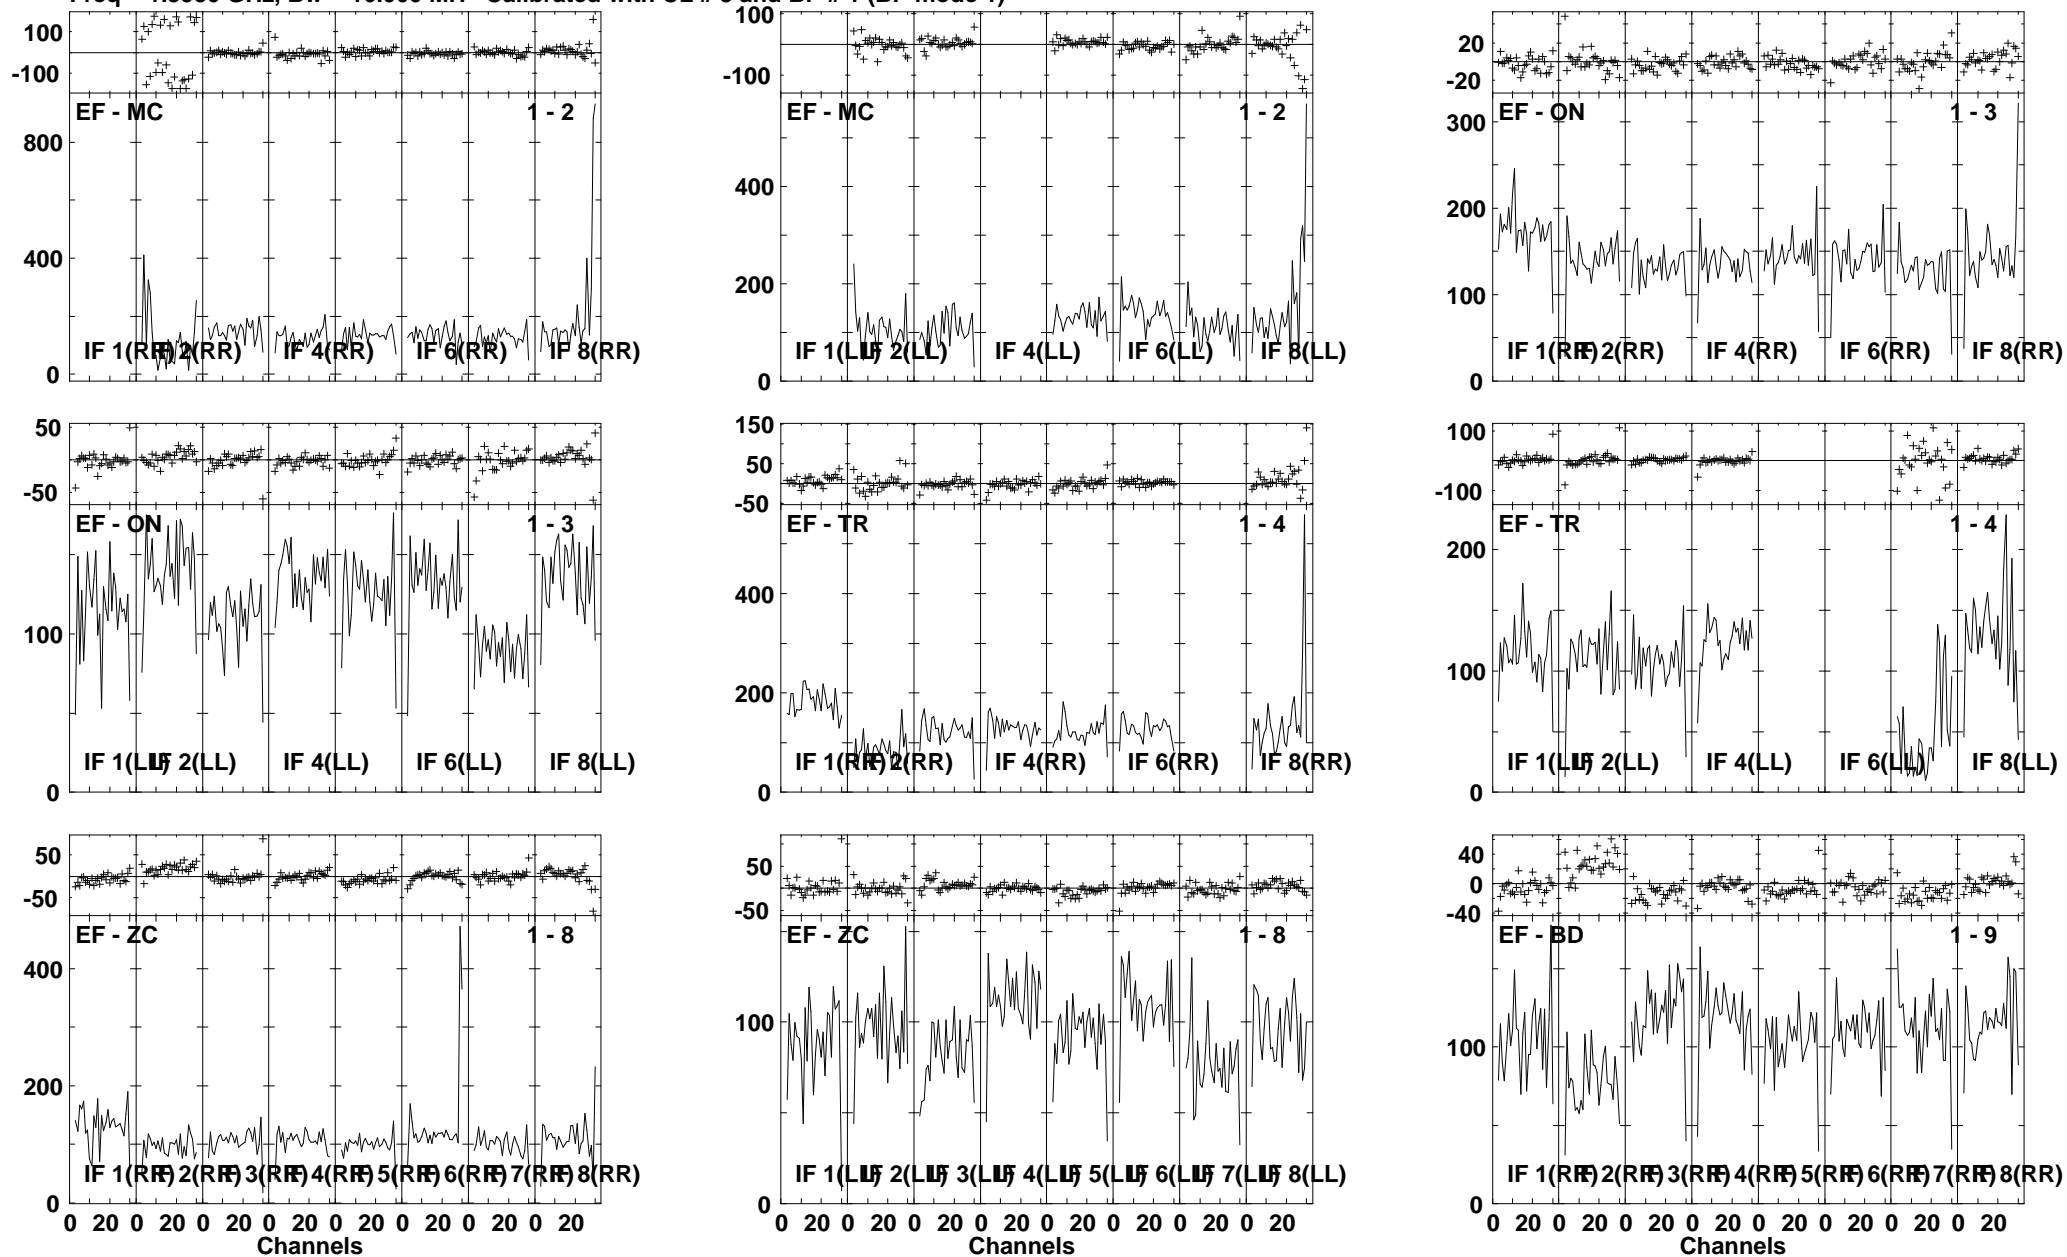 100
-100
EF - MC 1 - 2
800
400
0
IF 1(RR) IF 2(RR) IF 4(RR) IF 6(RR) IF 8(RR)
100
-100
EF - MC 1 - 2
400
200
0
IF 1(LL) IF 2(LL) IF 4(LL) IF 6(LL) IF 8(LL)
20
-20
EF - ON 1 - 3
300
200
100
0
IF 1(RR) IF 2(RR) IF 4(RR) IF 6(RR) IF 8(RR)
50
-50
EF - ON 1 - 3
100
0
IF 1(LL) IF 2(LL) IF 4(LL) IF 6(LL) IF 8(LL)
150
50
-50
EF - TR 1 - 4
400
200
0
IF 1(RR) IF 2(RR) IF 4(RR) IF 6(RR) IF 8(RR)
100
-100
EF - TR 1 - 4
200
100
0
IF 1(LL) IF 2(LL) IF 4(LL) IF 6(LL) IF 8(LL)
50
-50
EF - ZC 1 - 8
400
200
0
IF 1(RR) IF 2(RR) IF 3(RR) IF 4(RR) IF 5(RR) IF 6(RR) IF 7(RR) IF 8(RR)
0 20 0 20 0 20 0 20 0 20 0 20 0 20 0 20
Channels
50
-50
EF - ZC 1 - 8
100
0
IF 1(LL) IF 2(LL) IF 3(LL) IF 4(LL) IF 5(LL) IF 6(LL) IF 7(LL) IF 8(LL)
0 20 0 20 0 20 0 20 0 20 0 20 0 20 0 20
Channels
40
0
-40
EF - BD 1 - 9
100
0
IF 1(RR) IF 2(RR) IF 3(RR) IF 4(RR) IF 5(RR) IF 6(RR) IF 7(RR) IF 8(RR)
0 20 0 20 0 20 0 20 0 20 0 20 0 20 0 20
Channels